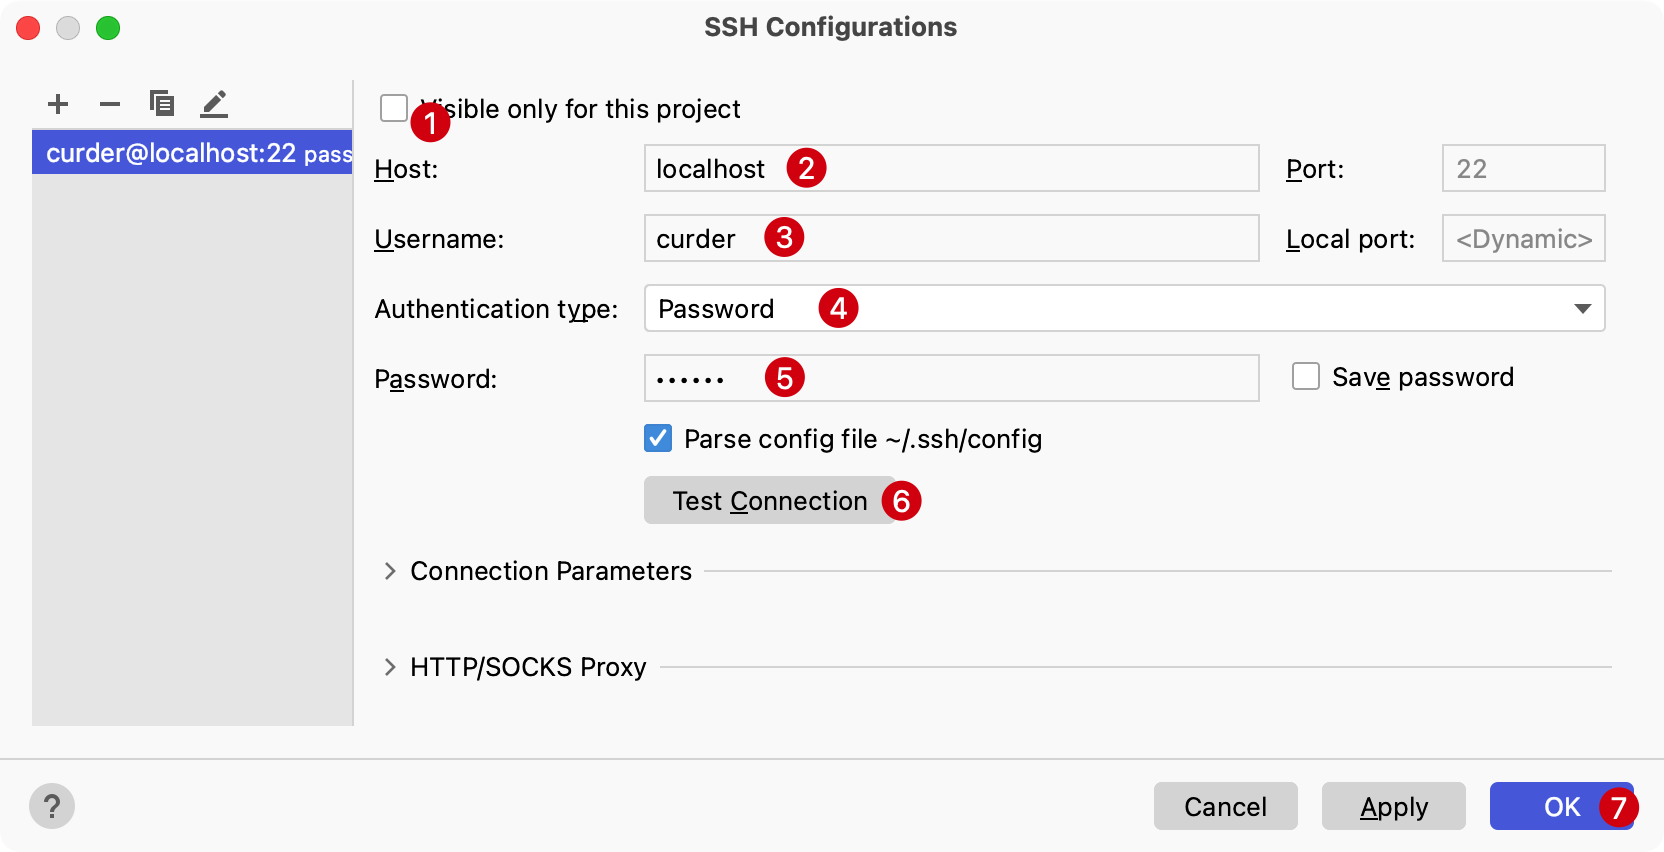 SSH Configurations
Visible only for this project
1
curder@localhost:22 pass
Host: localhost 2 Port: 22
Username: curder 3 Local port: <Dynamic>
Authentication type: Password 4
Password: •••••• 5 Save password
Parse config file ~/.ssh/config
Test Connection 6
Connection Parameters
HTTP/SOCKS Proxy
? Cancel Apply OK 7